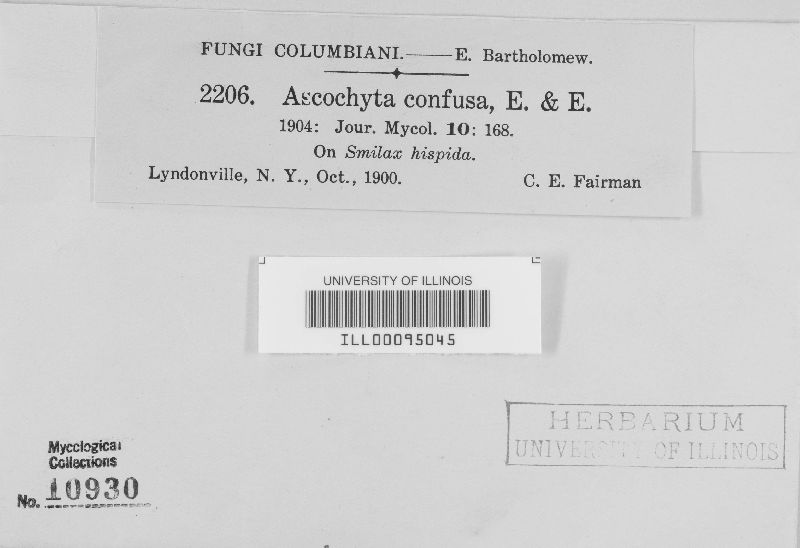 FUNGI COLUMBIANI.——E. Bartholomew.
2206. Ascochyta confusa, E. & E.
1904: Jour. Mycol. 10: 168.
On Smilax hispida.
Lyndonville, N. Y., Oct., 1900. C. E. Fairman
UNIVERSITY OF ILLINOIS
ILL00095045
HERBARIUM
UNIVERSITY OF ILLINOIS
Mycological
Collections
No. 10930